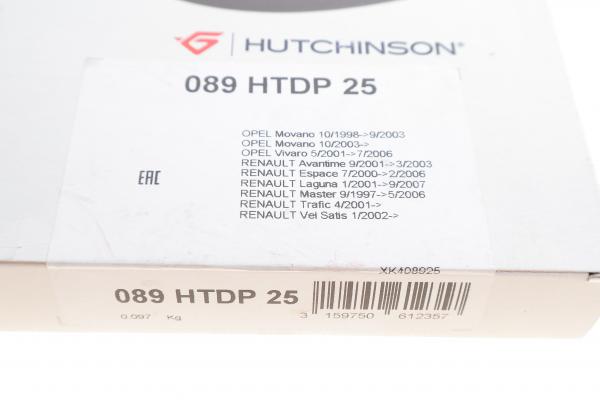 HUTCHINSON®
089 HTDP 25
OPEL Movano 10/1998->9/2003
OPEL Movano 10/2003->
OPEL Vivaro 5/2001->7/2006
RENAULT Avantime 9/2001->3/2003
RENAULT Espace 7/2000->2/2006
RENAULT Laguna 1/2001->9/2007
RENAULT Master 9/1997->5/2006
RENAULT Trafic 4/2001->
RENAULT Vel Satis 1/2002->
EAC
XK408925
089 HTDP 25
0.097 Kg
3 159750 612357